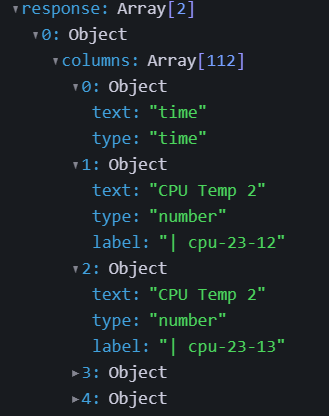 ▾response: Array[2]
▾0: Object
▾columns: Array[112]
▾0: Object
text: "time"
type: "time"
▾1: Object
text: "CPU Temp 2"
type: "number"
label: "| cpu-23-12"
▾2: Object
text: "CPU Temp 2"
type: "number"
label: "| cpu-23-13"
▸3: Object
▸4: Object